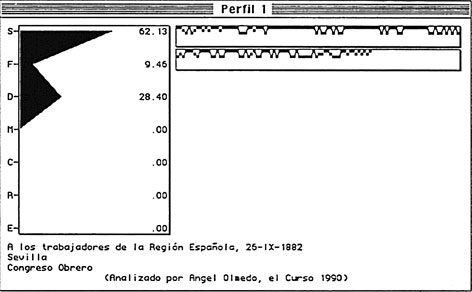 Perfil 1
S- 62.13
F- 9.45
D- 28.40
M- .00
C- .00
R- .00
E- .00
A los trabajadores de la Región Española, 26-IX-1882
Sevilla
Congreso Obrero
(Analizado por Angel Olmedo, el Curso 1990)